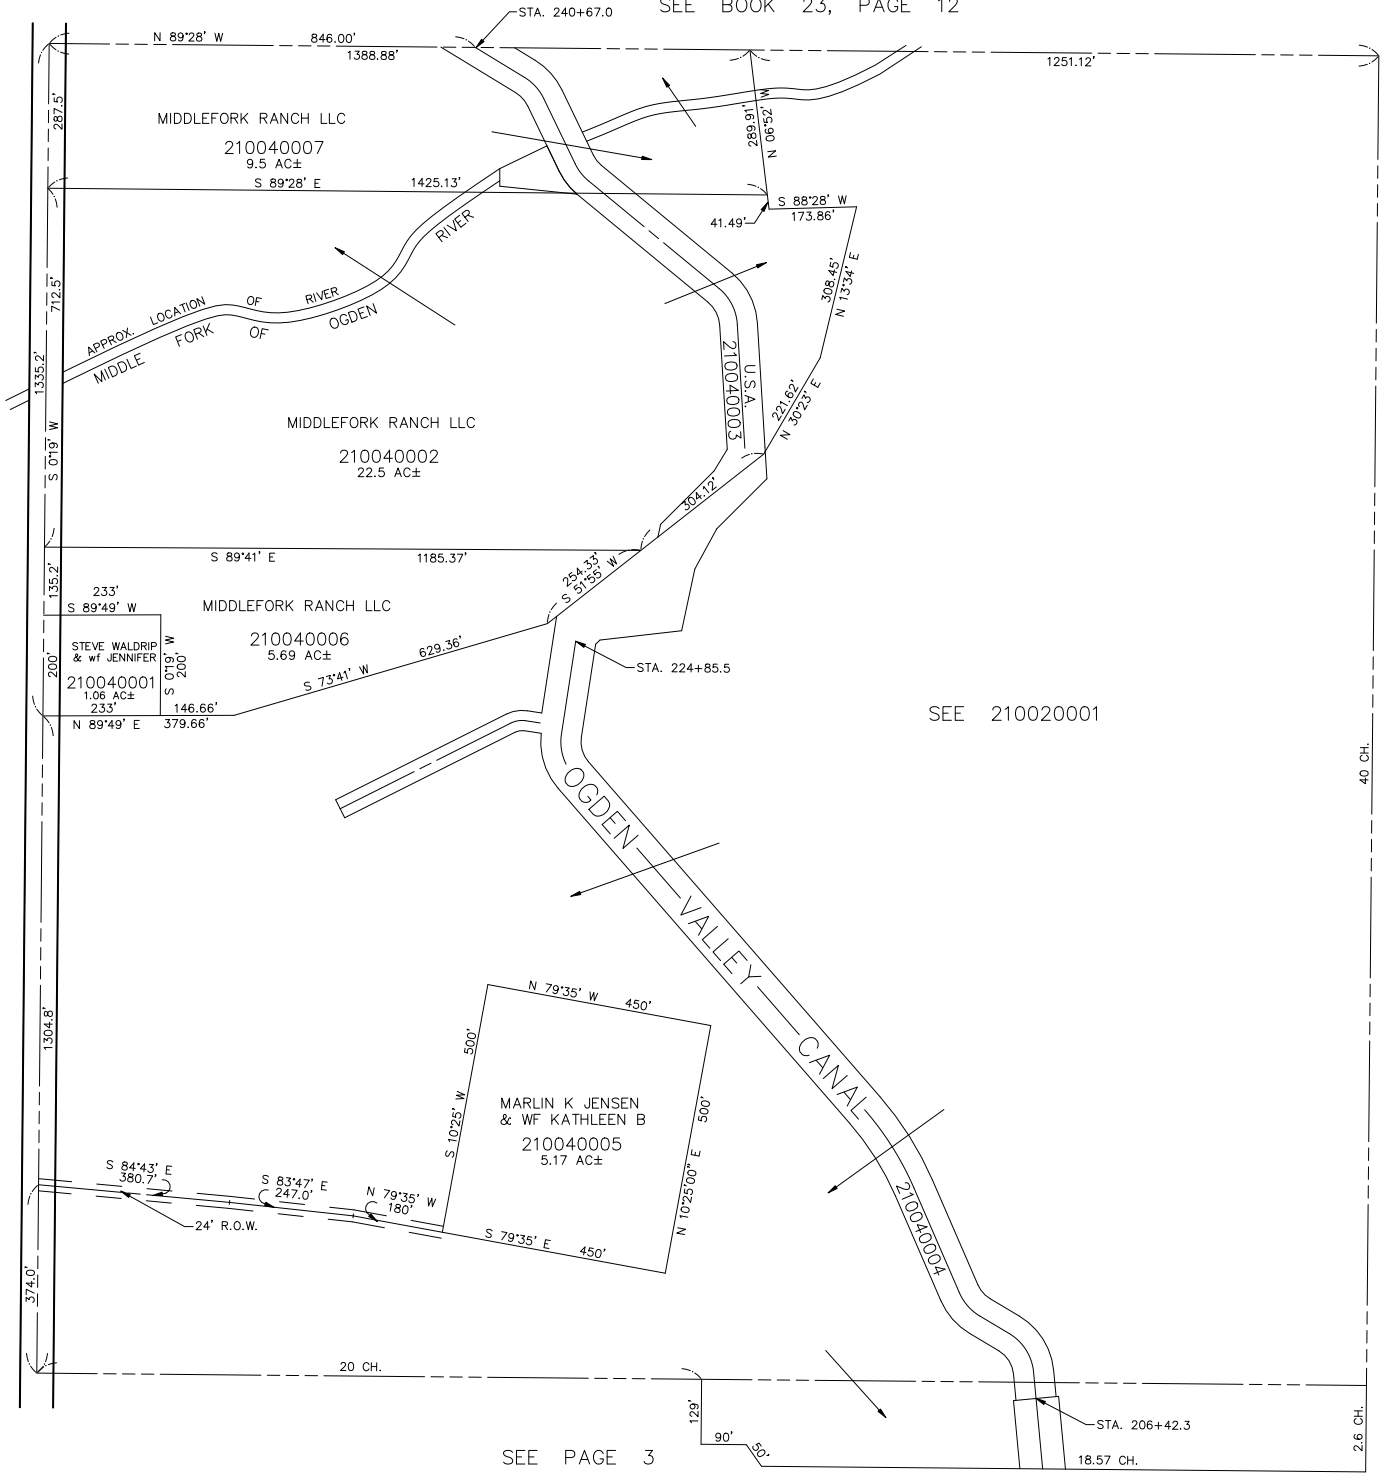 SEE BOOK 23, PAGE 12
STA. 240+67.0
N 89°28' W
846.00'
1388.88'
1251.12'
287.5'
MIDDLEFORK RANCH LLC
210040007
9.5 AC±
S 89°28' E
1425.13'
289.91'
N 06°52' W
S 88°28' W
173.86'
41.49'
308.45'
N 13°34' E
712.5'
1335.2'
S 0°19' W
APPROX. LOCATION OF RIVER
MIDDLE FORK OF OGDEN RIVER
221.62'
N 30°23' E
U.S.A.
210040003
MIDDLEFORK RANCH LLC
210040002
22.5 AC±
304.12'
S 89°41' E
1185.37'
254.33'
S 51°55' W
135.2'
233'
S 89°49' W
MIDDLEFORK RANCH LLC
210040006
5.69 AC±
STEVE WALDRIP
& wf JENNIFER
210040001
1.06 AC±
233'
200'
S 0°19' W
200'
629.36'
S 73°41' W
146.66'
N 89°49' E
379.66'
STA. 224+85.5
SEE 210020001
40 CH.
OGDEN VALLEY CANAL
1304.8'
N 79°35' W
450'
500'
S 10°25' W
MARLIN K JENSEN
& WF KATHLEEN B
210040005
5.17 AC±
500'
N 10°25'00" E
S 84°43' E
380.7'
S 83°47' E
247.0'
N 79°35' W
180'
24' R.O.W.
S 79°35' E
450'
210040004
374.0'
20 CH.
129'
90'
50'
STA. 206+42.3
18.57 CH.
2.6 CH.
SEE PAGE 3